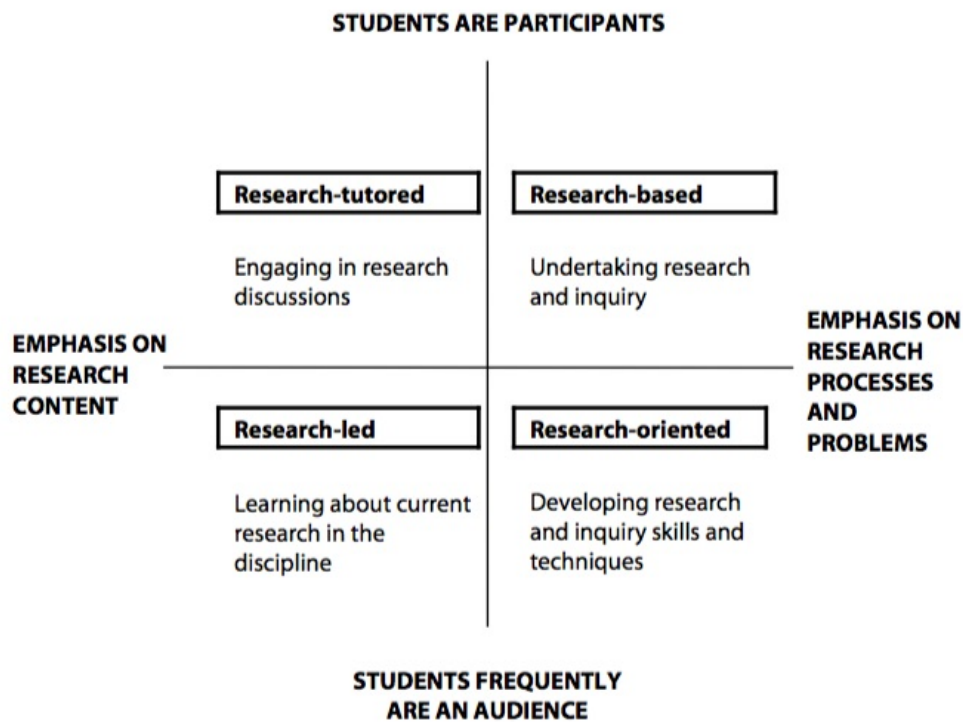 STUDENTS ARE PARTICIPANTS
Research-tutored
Engaging in research
discussions
Research-based
Undertaking research
and inquiry
EMPHASIS ON
RESEARCH
CONTENT
EMPHASIS ON
RESEARCH
PROCESSES
AND
PROBLEMS
Research-led
Learning about current
research in the
discipline
Research-oriented
Developing research
and inquiry skills and
techniques
STUDENTS FREQUENTLY
ARE AN AUDIENCE